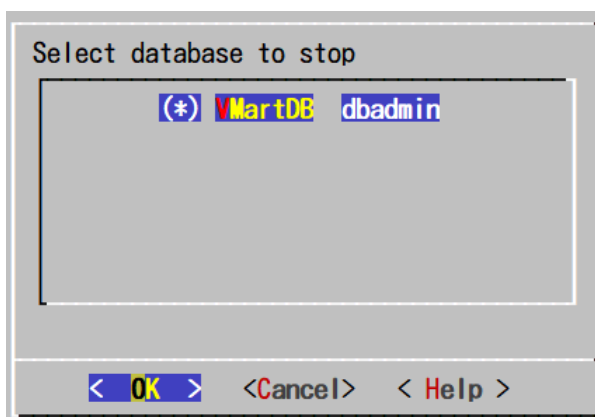 Select database to stop
(*) VMartDB dbadmin
< OK > <Cancel> < Help >